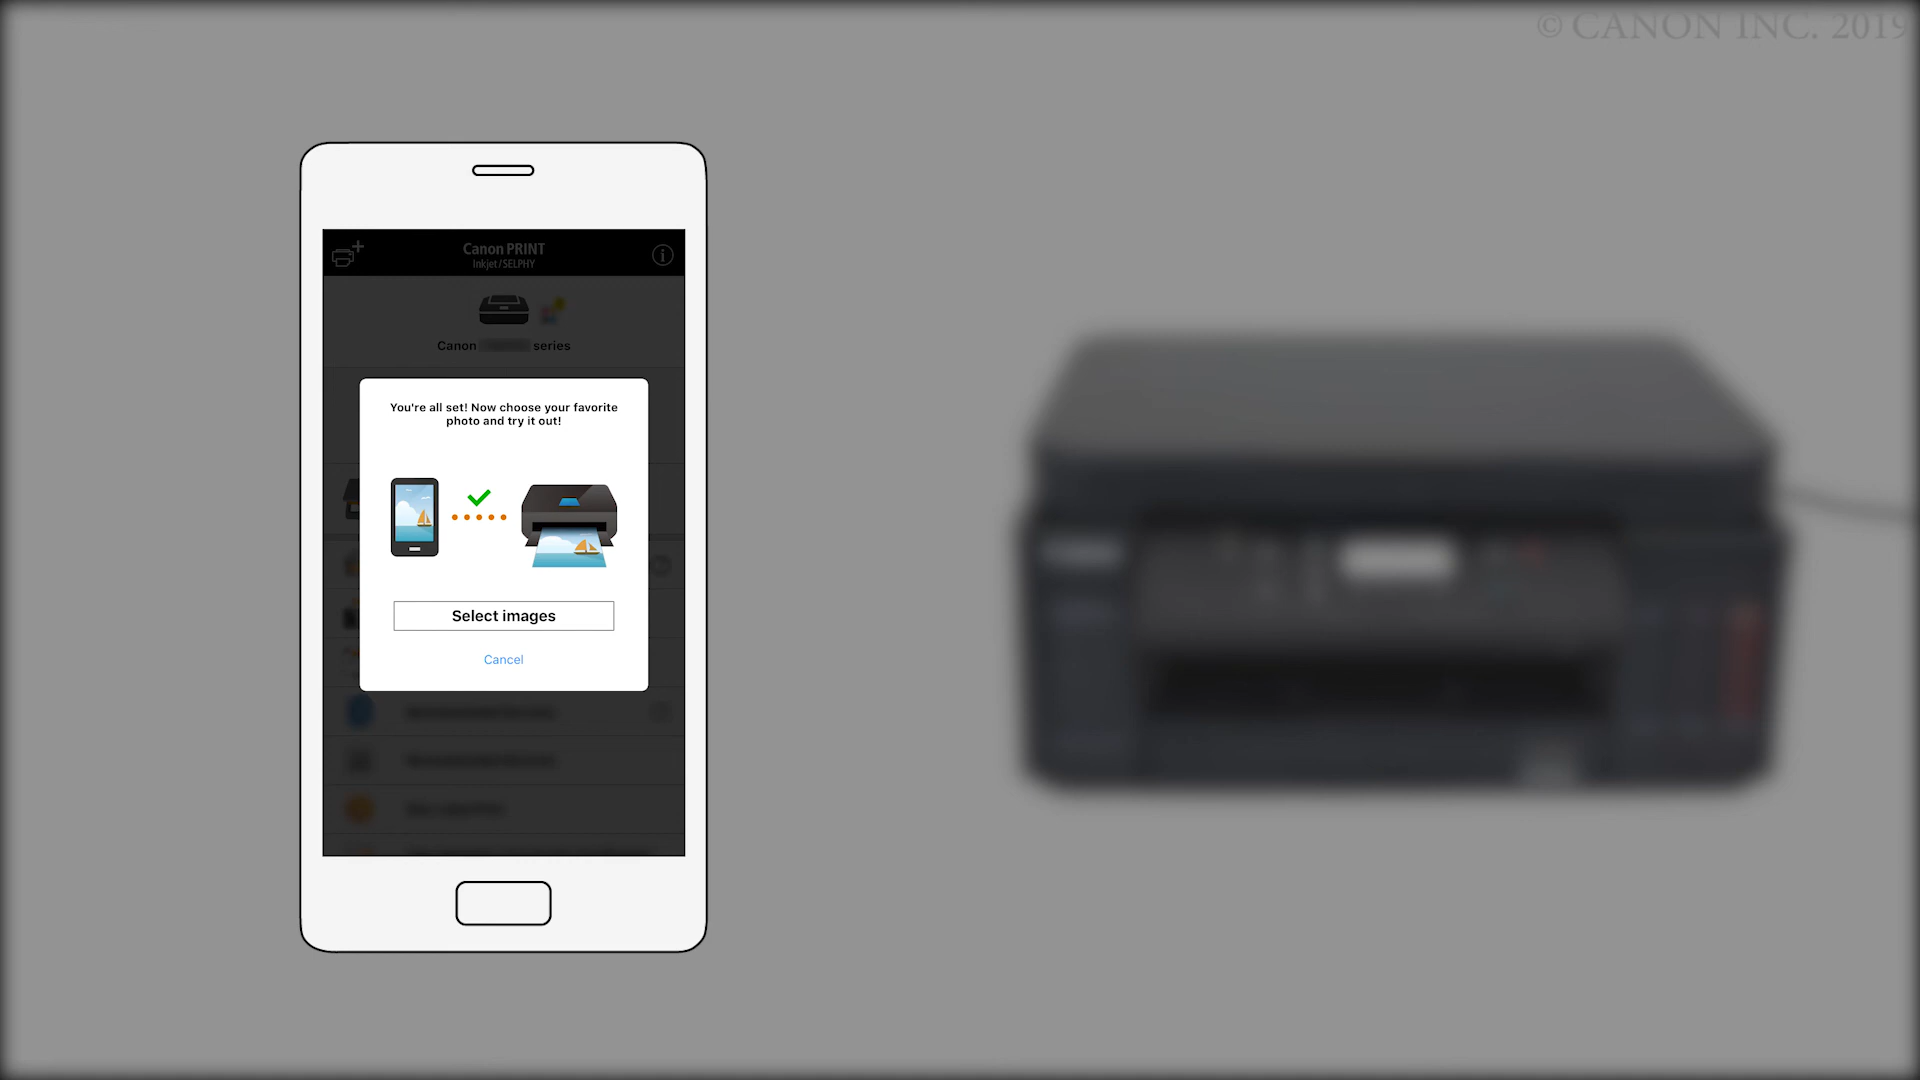 © CANON INC. 2019
Canon PRINT
Inkjet/SELPHY
Canon series
You're all set! Now choose your favorite
photo and try it out!
Select images
Cancel